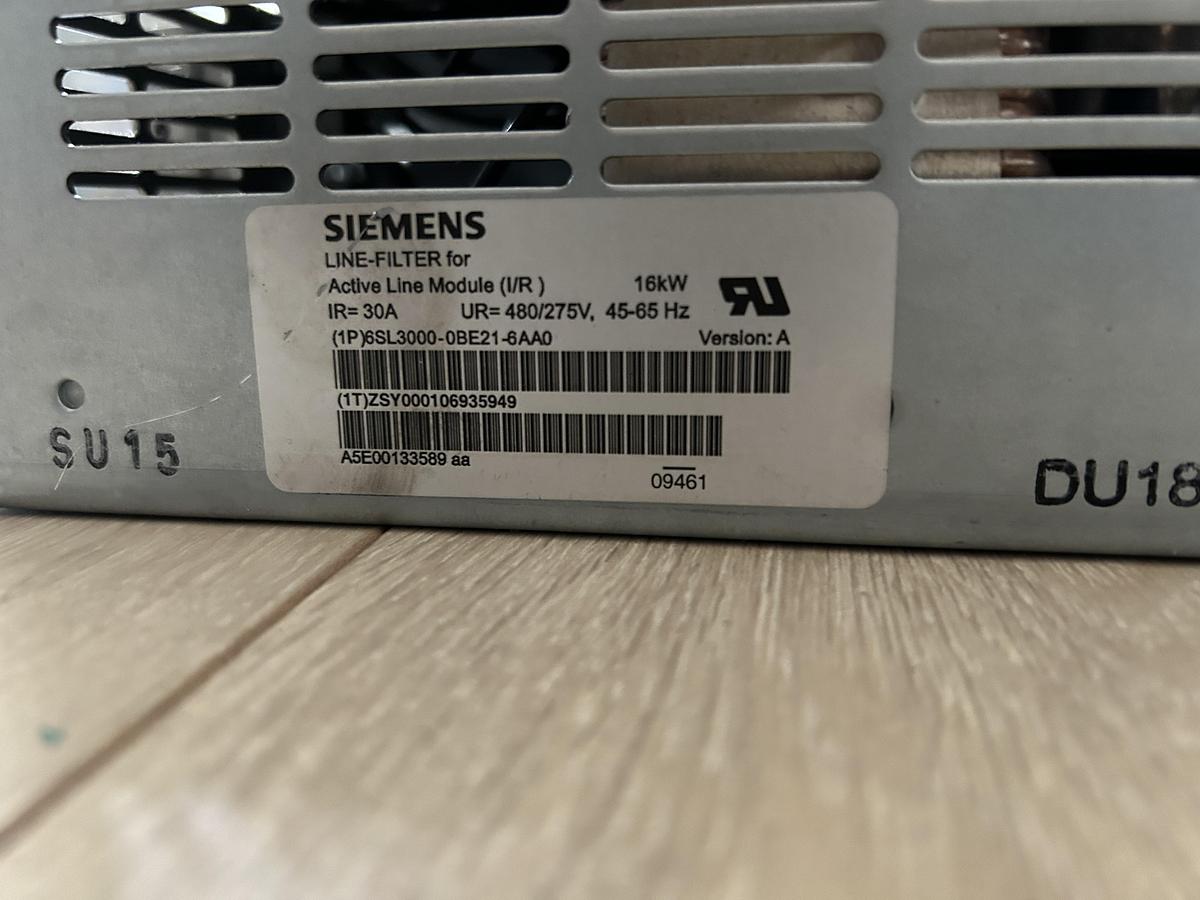 SIEMENS
LINE-FILTER for
Active Line Module (I/R ) 16kW
IR= 30A UR= 480/275V, 45-65 Hz
(1P)6SL3000-0BE21-6AA0 Version: A
(1T)ZSY000106935949
A5E00133589 aa
09461
SU15
DU18